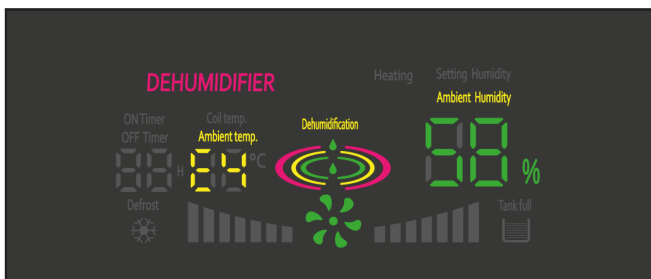 DEHUMIDIFIER
Heating
Setting Humidity
Ambient Humidity
ON Timer
OFF Timer
Coil temp.
Ambient temp.
Dehumidification
88 H
E4 °C
58 %
Defrost
Tank full